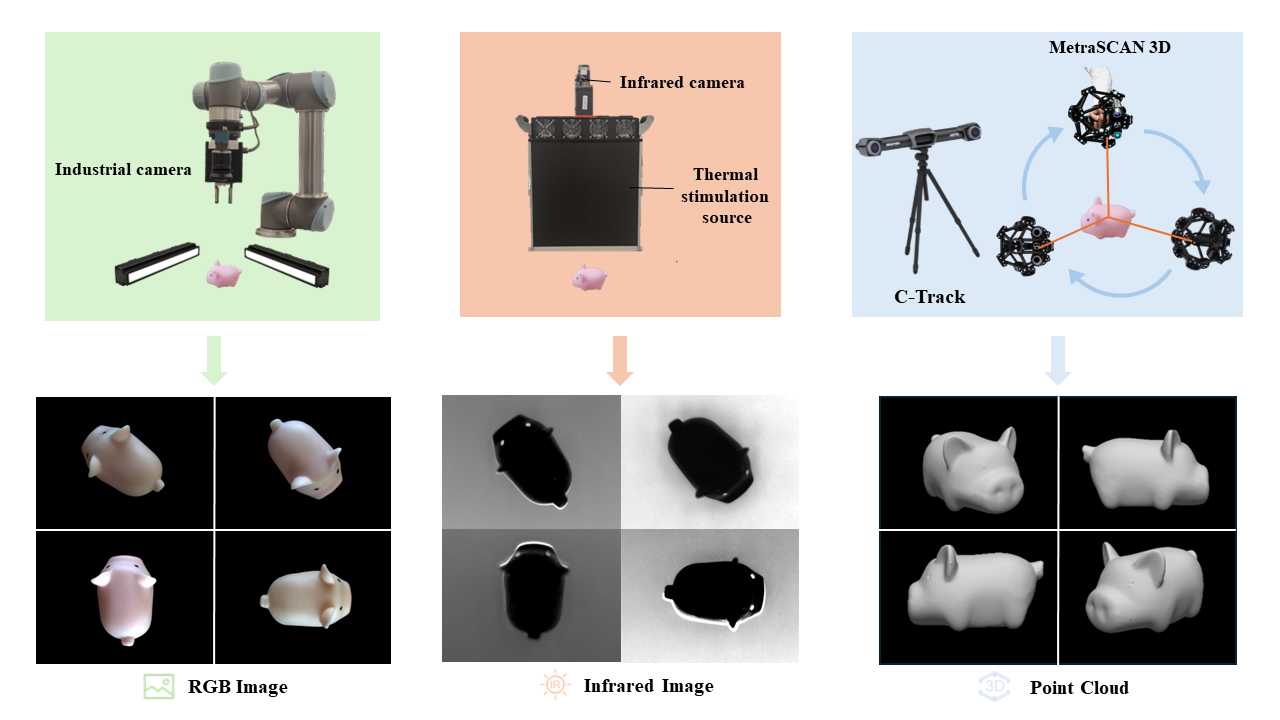 MetraSCAN 3D
Infrared camera
Industrial camera
Thermal
stimulation
source
C-Track
RGB Image
IR
Infrared Image
3D
Point Cloud